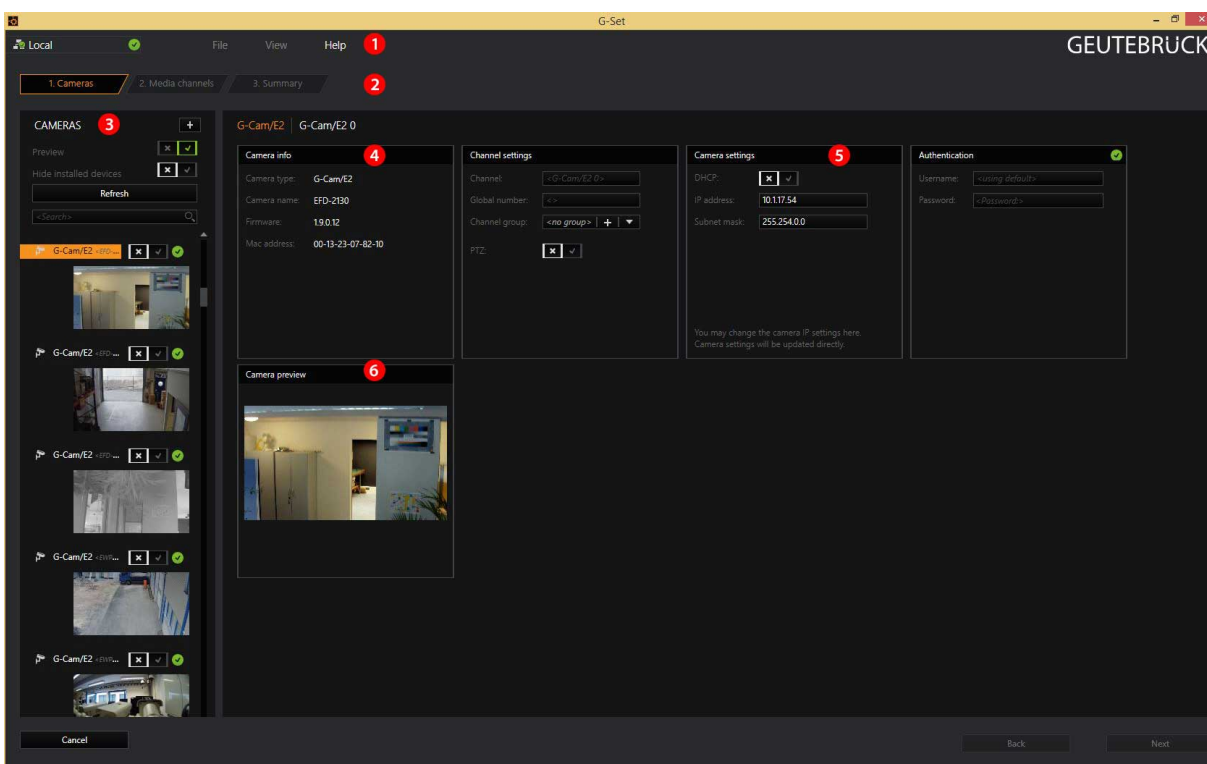 G-Set
Local
File View Help 1
GEUTEBRÜCK
1. Cameras 2. Media channels 3. Summary 2
CAMERAS 3 +
Preview
Hide installed devices
Refresh
<Search>
G-Cam/E2 <EFD-...
G-Cam/E2 <EFD-...
G-Cam/E2 <EFD-...
G-Cam/E2 <EWP...
G-Cam/E2 <EWP...
G-Cam/E2 G-Cam/E2 0
Camera info 4
Camera type: G-Cam/E2
Camera name: EFD-2130
Firmware: 1.9.0.12
Mac address: 00-13-23-07-82-10
Channel settings
Channel: <G-Cam/E2 0>
Global number: <>
Channel group: <no group> +
PTZ:
Camera settings 5
DHCP:
IP address: 10.1.17.54
Subnet mask: 255.254.0.0
You may change the camera IP settings here.
Camera settings will be updated directly.
Authentication
Username: <using default>
Password: <Password>
Camera preview 6
Cancel
Back
Next